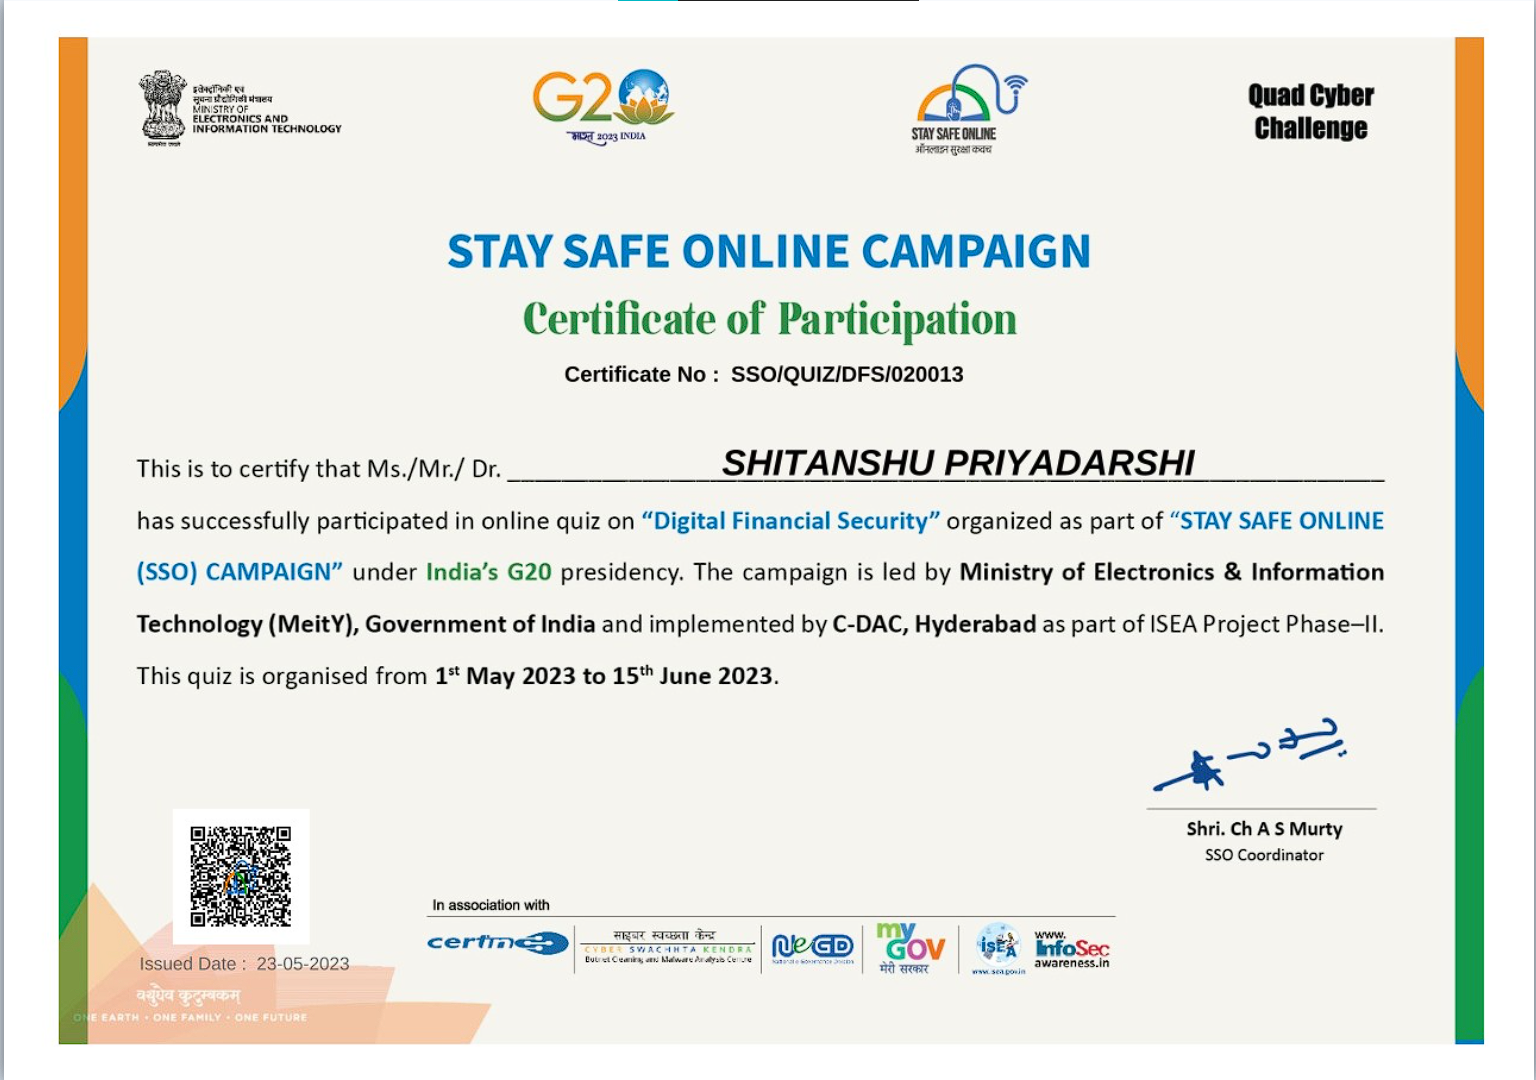 इलेक्ट्रॉनिकी एवं
सूचना प्रौद्योगिकी मंत्रालय
MINISTRY OF
ELECTRONICS AND
INFORMATION TECHNOLOGY
सत्यमेव जयते
G20
भारत 2023 INDIA
STAY SAFE ONLINE
ऑनलाइन सुरक्षा कवच
Quad Cyber
Challenge
STAY SAFE ONLINE CAMPAIGN
Certificate of Participation
Certificate No : SSO/QUIZ/DFS/020013
This is to certify that Ms./Mr./ Dr. SHITANSHU PRIYADARSHI
has successfully participated in online quiz on “Digital Financial Security” organized as part of “STAY SAFE ONLINE
(SSO) CAMPAIGN” under India’s G20 presidency. The campaign is led by Ministry of Electronics & Information
Technology (MeitY), Government of India and implemented by C-DAC, Hyderabad as part of ISEA Project Phase–II.
This quiz is organised from 1st May 2023 to 15th June 2023.
Shri. Ch A S Murty
SSO Coordinator
In association with
certin
साइबर स्वच्छता केन्द्र
CYBER SWACHHTA KENDRA
Botnet Cleaning and Malware Analysis Centre
NeGD
National e-Governance Division
my
GOV
मेरी सरकार
ISEA
www.isea.gov.in
www.
InfoSec
awareness.in
Issued Date : 23-05-2023
वसुधैव कुटुम्बकम्
ONE EARTH • ONE FAMILY • ONE FUTURE